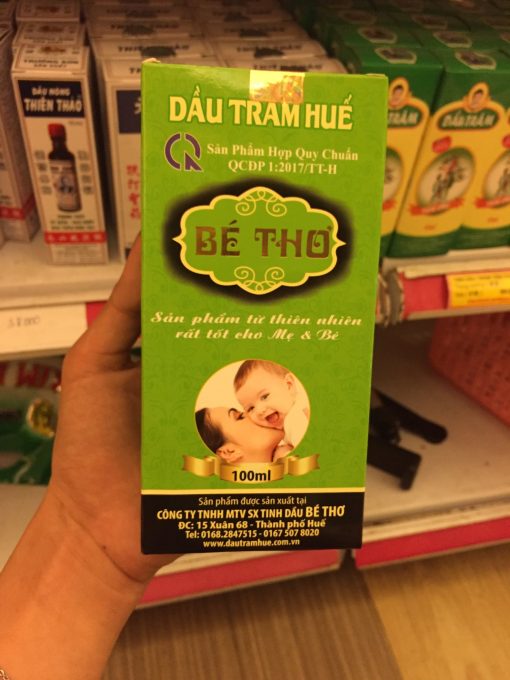 DẦU TRÀM HUẾ
Sản Phẩm Hợp Quy Chuẩn
QCĐP 1:2017/TT-H
BÉ THƠ
Sản phẩm từ thiên nhiên
rất tốt cho Mẹ & Bé
100ml
Sản phẩm được sản xuất tại
CÔNG TY TNHH MTV SX TINH DẦU BÉ THƠ
ĐC: 15 Xuân 68 - Thành phố Huế
Tel: 0168.2847515 - 0167 507 8020
www.dautramhue.com.vn
DẦU NÓNG
THIÊN THẢO
DẦU TRÀM